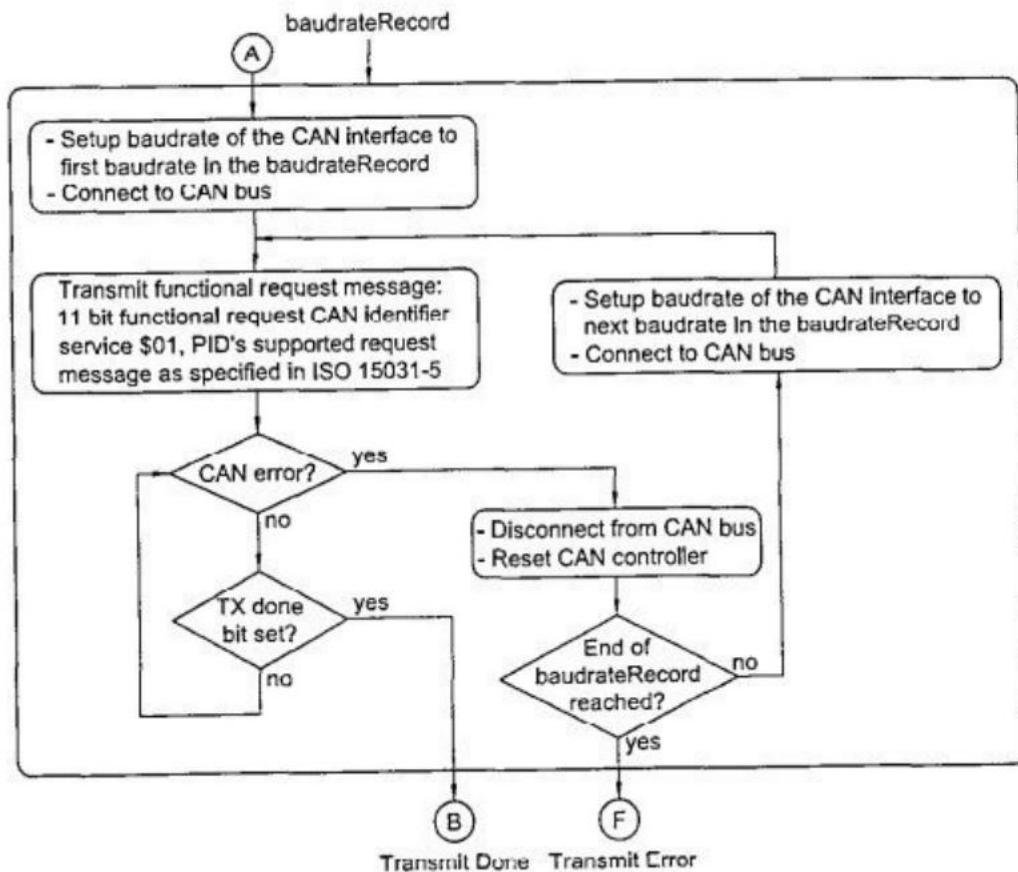 baudrateRecord
A
- Setup baudrate of the CAN interface to
first baudrate in the baudrateRecord
- Connect to CAN bus
Transmit functional request message:
11 bit functional request CAN identifier
service $01, PID's supported request
message as specified in ISO 15031-5
- Setup baudrate of the CAN interface to
next baudrate in the baudrateRecord
- Connect to CAN bus
CAN error?
yes
no
- Disconnect from CAN bus
- Reset CAN controller
TX done
bit set?
yes
no
End of
baudrateRecord
reached?
no
yes
B
F
Transmit Done
Transmit Error